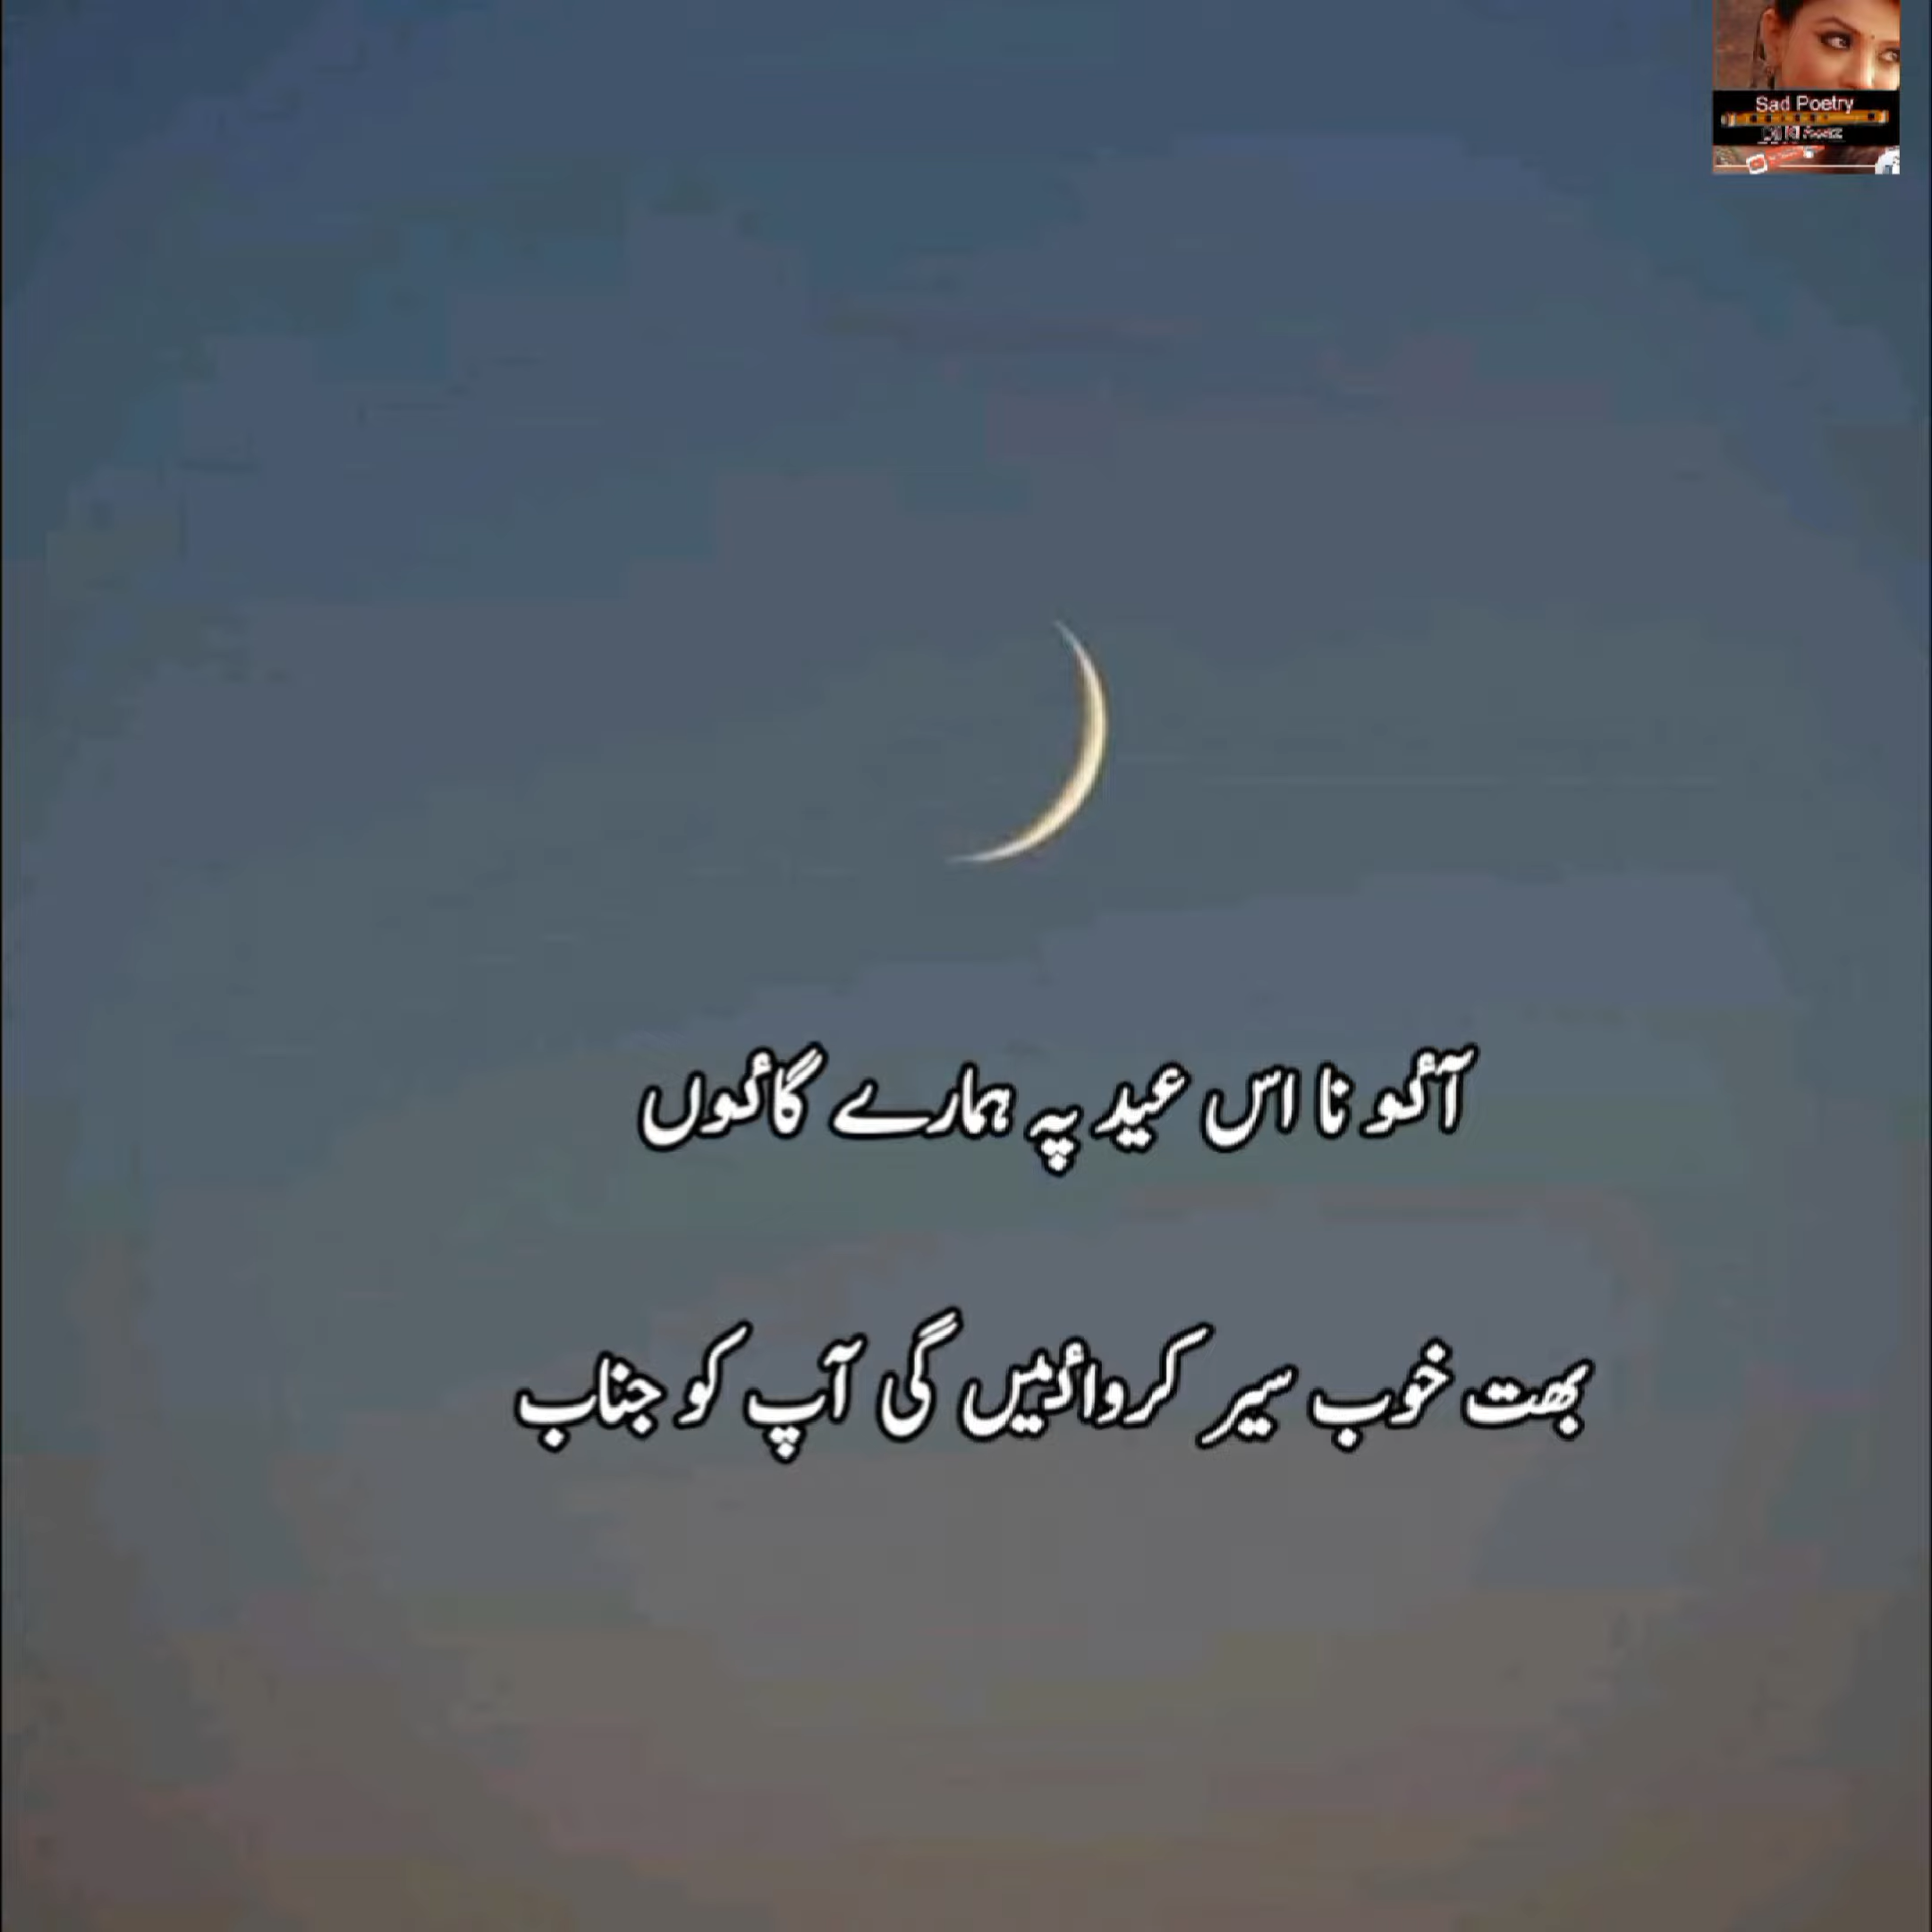 Sad Poetry
آئو نا اس عید پہ ہمارے گائوں
بھت خوب سیر کروائیں گی آپ کو جناب